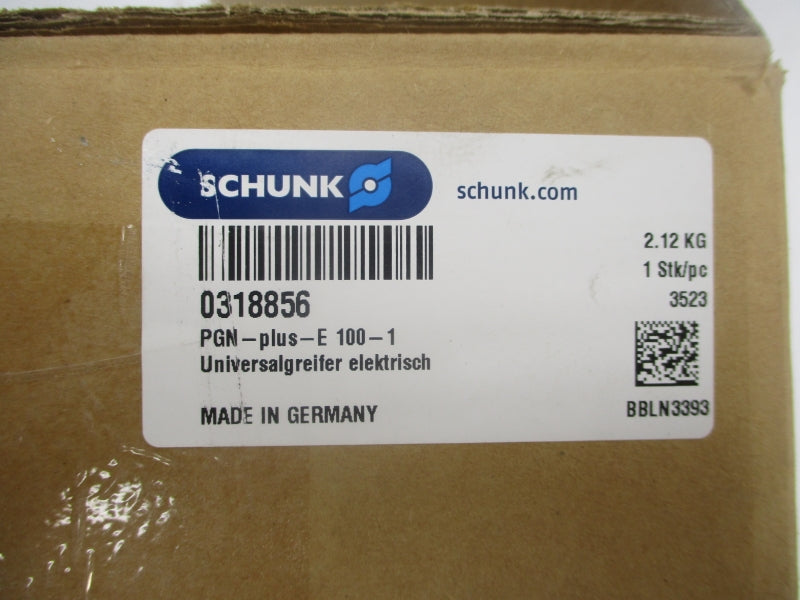 SCHUNK
schunk.com
2.12 KG
1 Stk/pc
3523
0318856
PGN-plus-E 100-1
Universalgreifer elektrisch
MADE IN GERMANY
BBLN3393